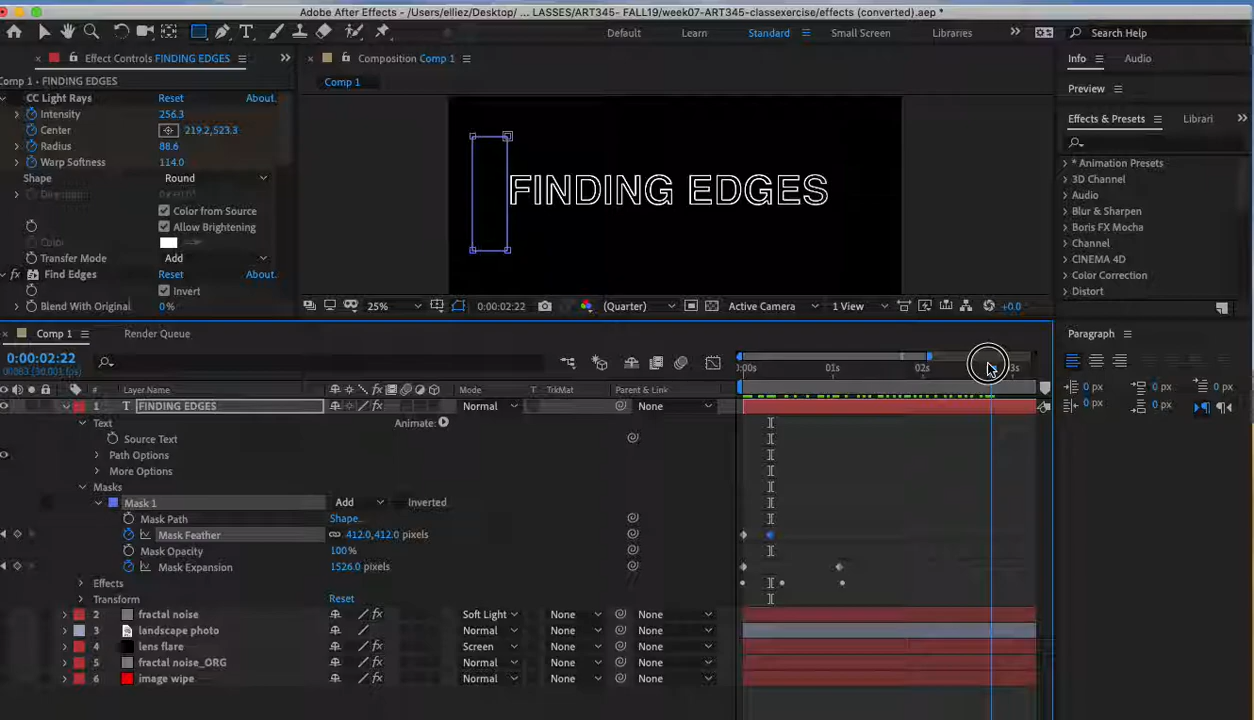 Adobe After Effects - /Users/elliez/Desktop/ ... LASSES/ART345- FALL19/week07-ART345-classexercise/effects (converted).aep *
Default Learn Standard Small Screen Libraries Search Help
Effect Controls FINDING EDGES
Composition Comp 1
Info Audio
Comp 1 • FINDING EDGES
Comp 1
Preview
CC Light Rays Reset About.
Intensity 256.3
Effects & Presets Librari
Center 219.2,523.3
Radius 88.6
Warp Softness 114.0
* Animation Presets
Shape Round
3D Channel
Audio
Color from Source
Blur & Sharpen
Allow Brightening
Boris FX Mocha
Color
Channel
Transfer Mode Add
CINEMA 4D
Find Edges Reset About.
Color Correction
Invert
Distort
Blend With Original 0 %
FINDING EDGES
25% 0:00:02:22 (Quarter) Active Camera 1 View +0.0
Comp 1 Render Queue
Paragraph
0:00:02:22
00083 (30.001 fps)
:00s 01s 02s 3s
# Layer Name Mode T TrkMat Parent & Link
0 px 0 px 0 px
0 px 0 px
1 T FINDING EDGES Normal None
Text Animate:
Source Text
Path Options
More Options
Masks
Mask 1 Add Inverted
Mask Path Shape..
Mask Feather 412.0,412.0 pixels
Mask Opacity 100%
Mask Expansion 1526.0 pixels
Effects
Transform Reset
2 fractal noise Soft Light None None
3 landscape photo Normal None None
4 lens flare Screen None None
5 fractal noise_ORG Normal None None
6 image wipe Normal None None